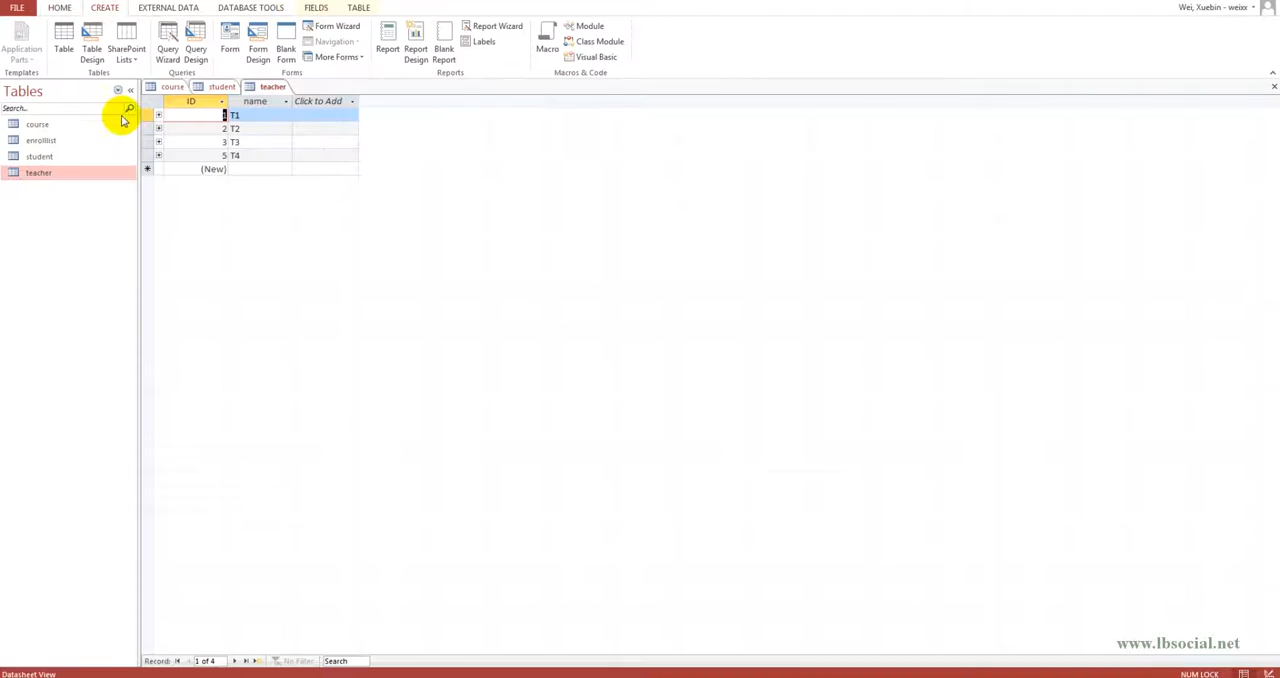 FILE HOME CREATE EXTERNAL DATA DATABASE TOOLS FIELDS TABLE Wei, Xuebin - weixx
Application Parts
Table
Table Design
SharePoint Lists
Query Wizard
Query Design
Form
Form Design
Blank Form
Form Wizard
Navigation
More Forms
Report
Report Design
Blank Report
Report Wizard
Labels
Macro
Module
Class Module
Visual Basic
Templates Tables Queries Forms Reports Macros & Code
Tables
Search...
course
enrolllist
student
teacher
course student teacher
ID name Click to Add
1 T1
2 T2
3 T3
5 T4
(New)
www.lbsocial.net
Record: 1 of 4 No Filter Search
Datasheet View NUM LOCK